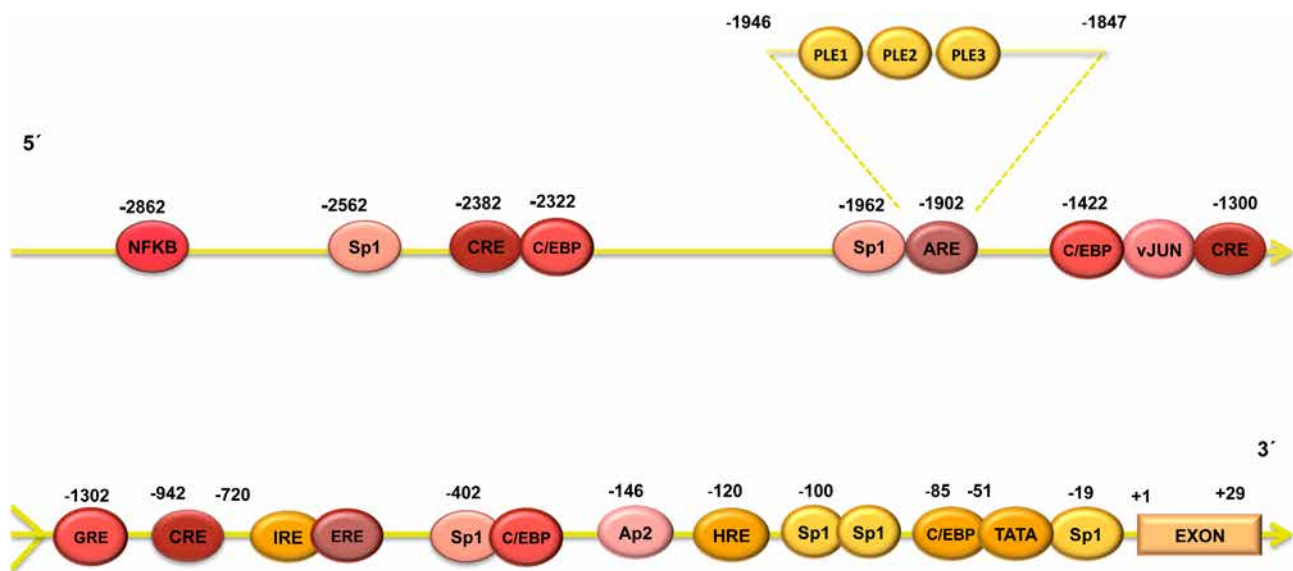 -1946 -1847
PLE1 PLE2 PLE3
5´
-2862 -2562 -2382 -2322 -1962 -1902 -1422 -1300
NFKB Sp1 CRE C/EBP Sp1 ARE C/EBP vJUN CRE
3´
-1302 -942 -720 -402 -146 -120 -100 -85 -51 -19 +1 +29
GRE CRE IRE ERE Sp1 C/EBP Ap2 HRE Sp1 Sp1 C/EBP TATA Sp1 EXON